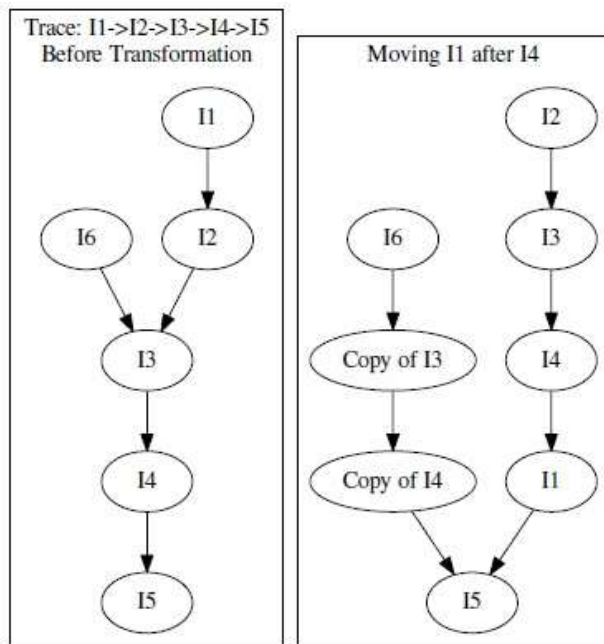 Trace: I1->I2->I3->I4->I5
Before Transformation
I1
I6
I2
I3
I4
I5
Moving I1 after I4
I2
I6
I3
Copy of I3
I4
Copy of I4
I1
I5